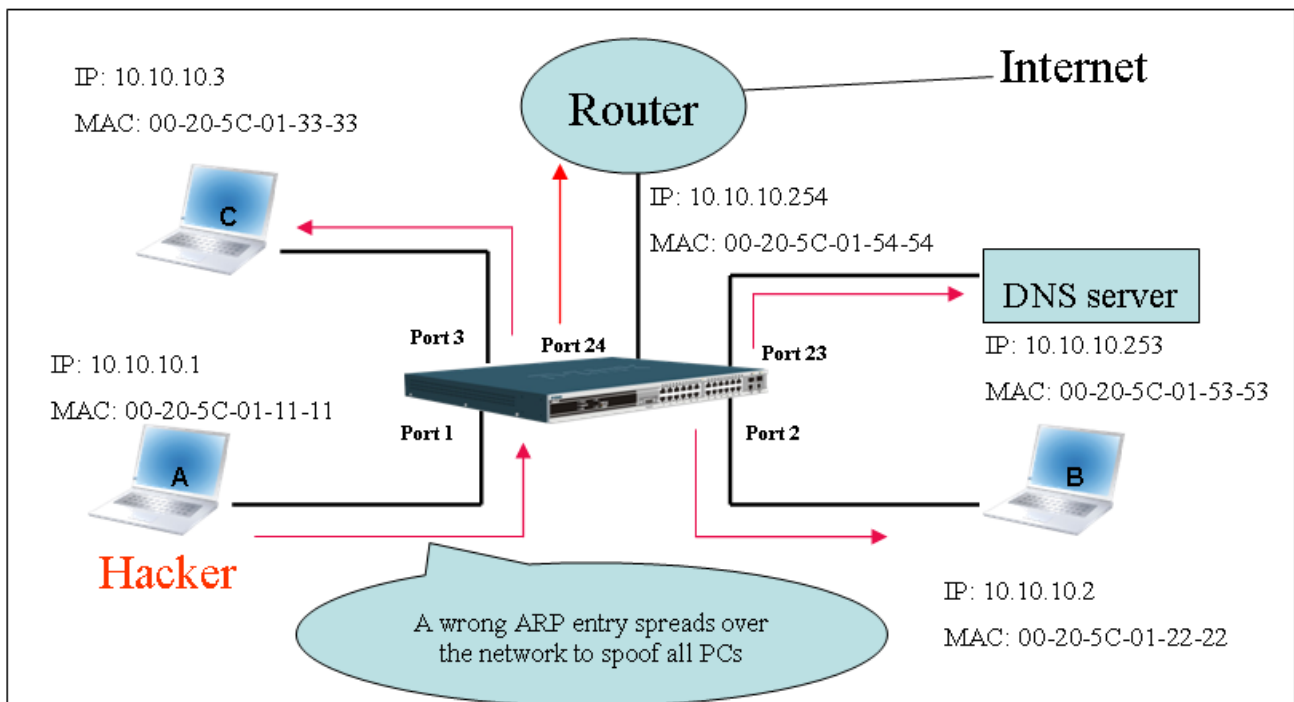 IP: 10.10.10.3
MAC: 00-20-5C-01-33-33
C
Router
Internet
IP: 10.10.10.254
MAC: 00-20-5C-01-54-54
DNS server
IP: 10.10.10.253
MAC: 00-20-5C-01-53-53
Port 3
Port 24
Port 23
IP: 10.10.10.1
MAC: 00-20-5C-01-11-11
Port 1
Port 2
A
Hacker
B
IP: 10.10.10.2
MAC: 00-20-5C-01-22-22
A wrong ARP entry spreads over
the network to spoof all PCs